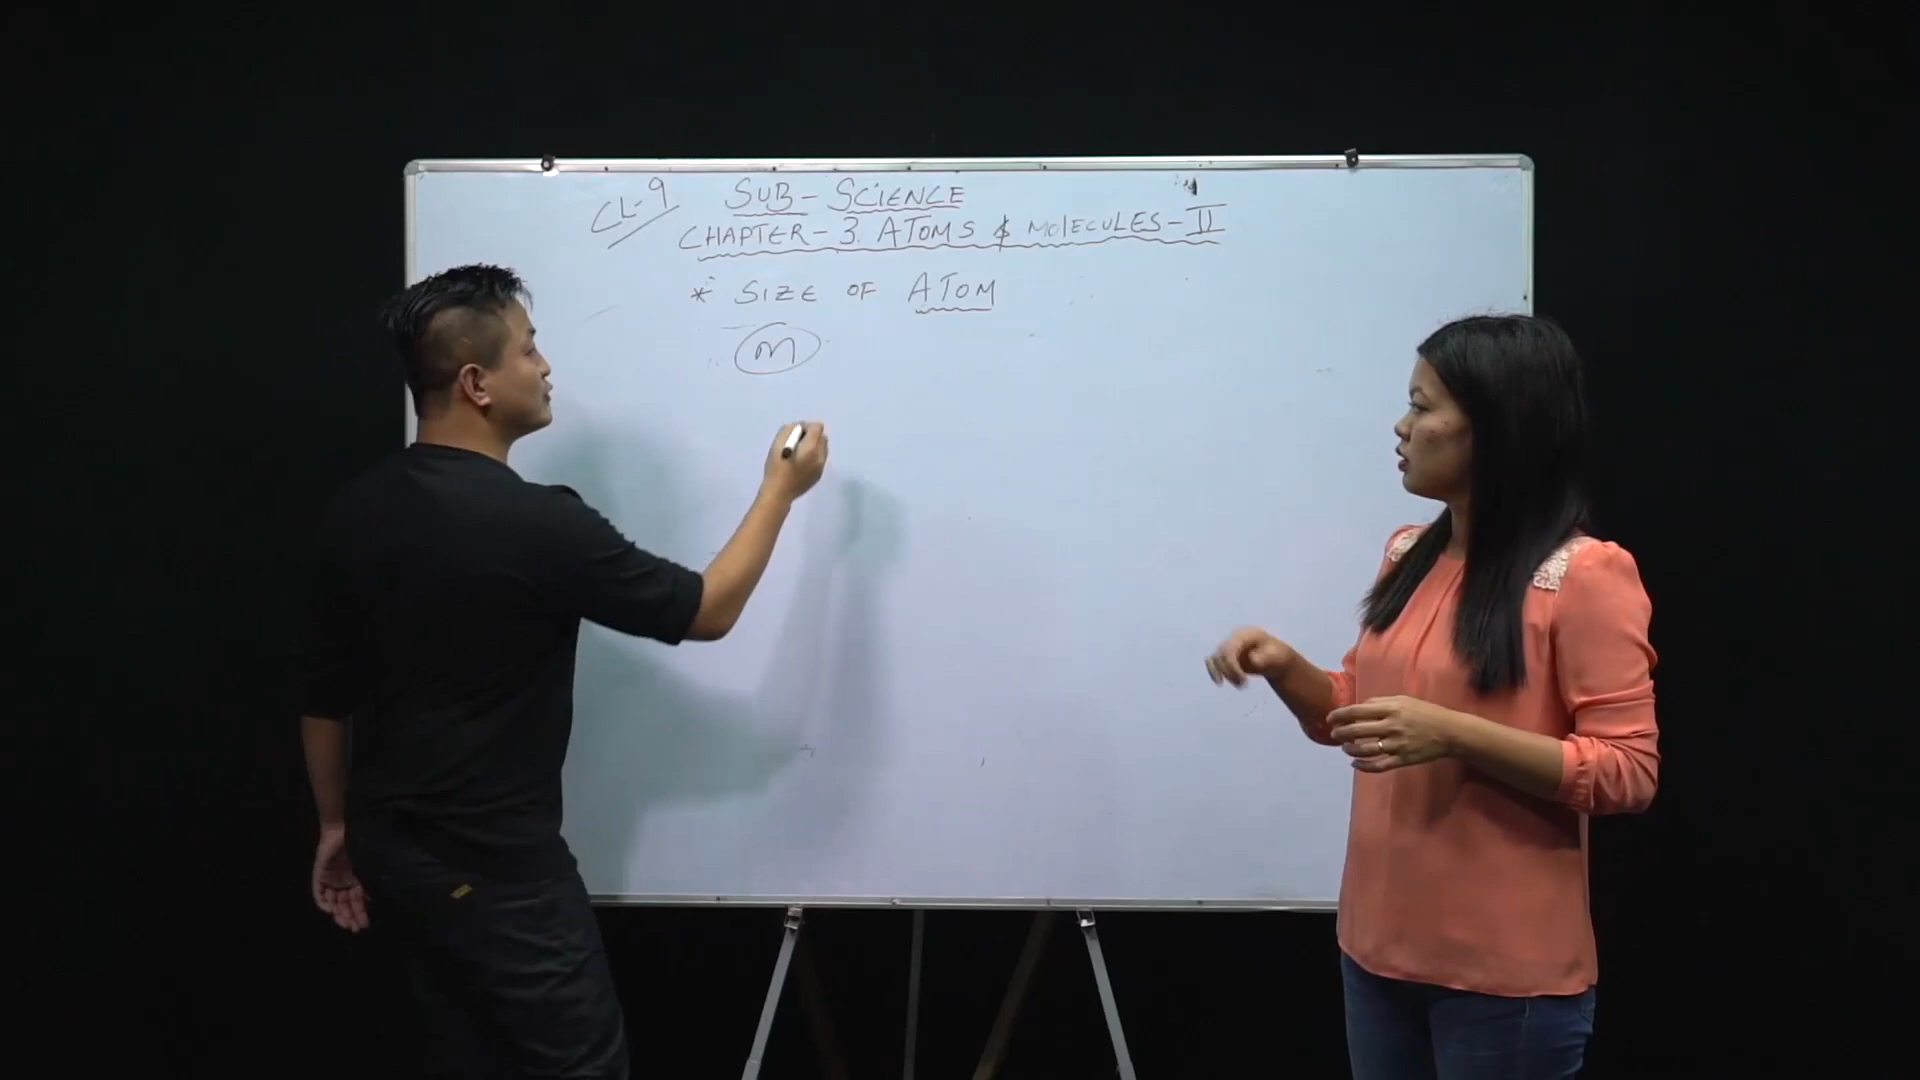 CL-9 SUB-SCIENCE
CHAPTER-3. ATOMS & MOLECULES-II
* SIZE OF ATOM
m